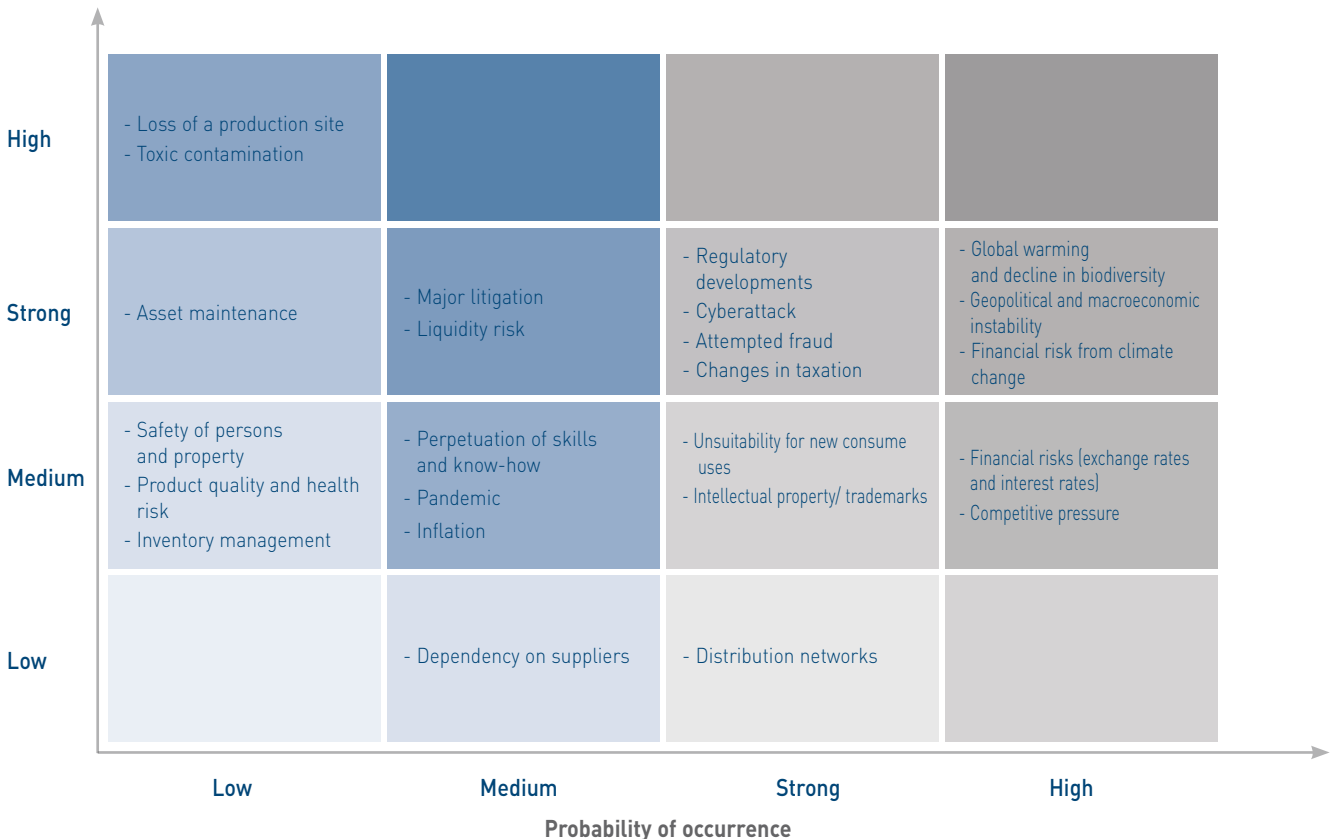 High
- Loss of a production site
- Toxic contamination
Strong
- Asset maintenance
- Major litigation
- Liquidity risk
- Regulatory
developments
- Cyberattack
- Attempted fraud
- Changes in taxation
- Global warming
and decline in biodiversity
- Geopolitical and macroeconomic
instability
- Financial risk from climate
change
Medium
- Safety of persons
and property
- Product quality and health
risk
- Inventory management
- Perpetuation of skills
and know-how
- Pandemic
- Inflation
- Unsuitability for new consume
uses
- Intellectual property/ trademarks
- Financial risks (exchange rates
and interest rates)
- Competitive pressure
Low
- Dependency on suppliers
- Distribution networks
Low
Medium
Strong
High
Probability of occurrence